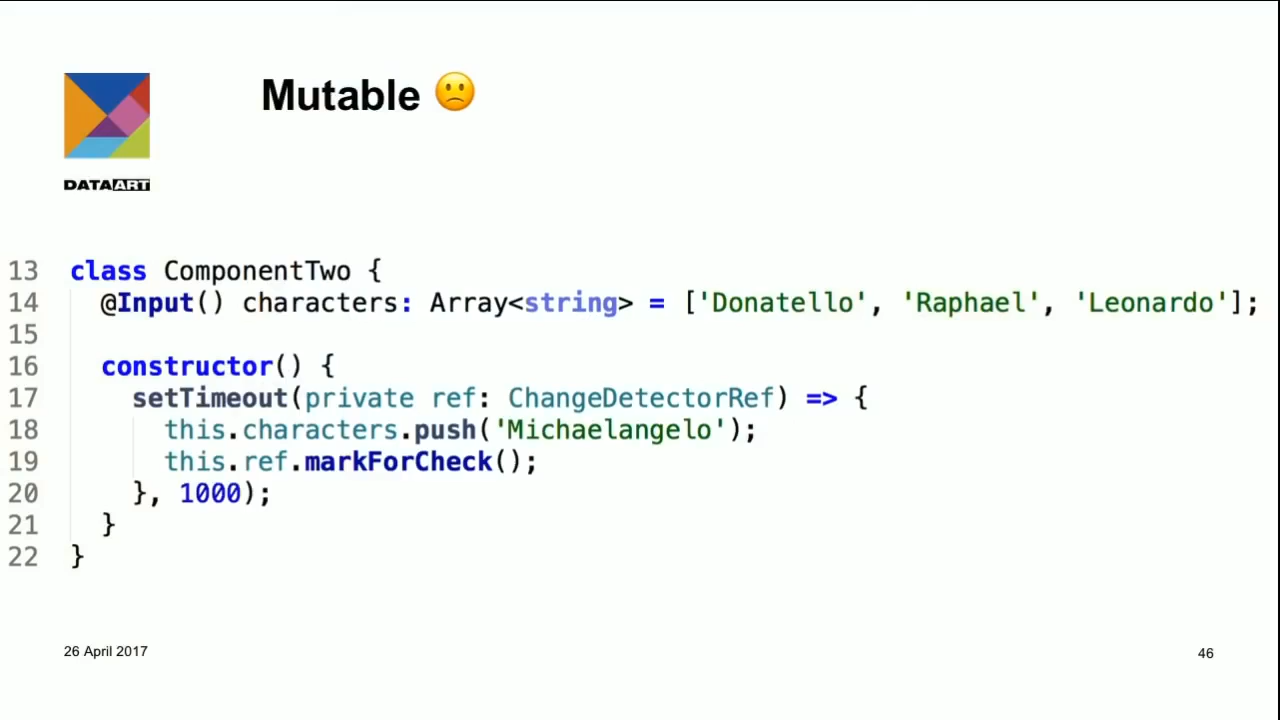 Mutable 🙁
DATAART
13 class ComponentTwo {
14   @Input() characters: Array<string> = ['Donatello', 'Raphael', 'Leonardo'];
15
16   constructor() {
17     setTimeout(private ref: ChangeDetectorRef) => {
18       this.characters.push('Michaelangelo');
19       this.ref.markForCheck();
20     }, 1000);
21   }
22 }
26 April 2017
46